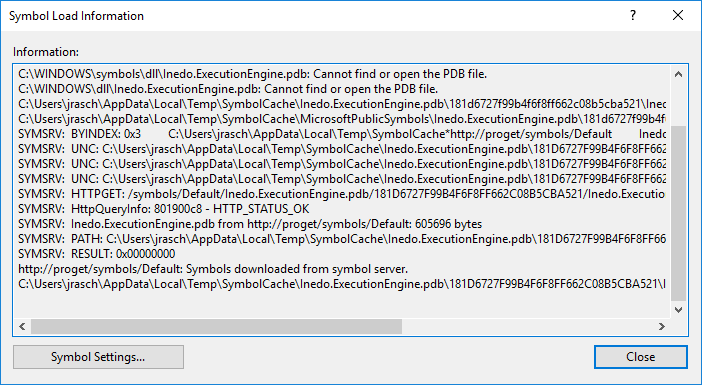 Symbol Load Information
?
Information:
C:\WINDOWS\symbols\dll\Inedo.ExecutionEngine.pdb: Cannot find or open the PDB file.
C:\WINDOWS\dll\Inedo.ExecutionEngine.pdb: Cannot find or open the PDB file.
C:\Users\jrasch\AppData\Local\Temp\SymbolCache\Inedo.ExecutionEngine.pdb\181d6727f99b4f6f8ff662c08b5cba521\Ined
C:\Users\jrasch\AppData\Local\Temp\SymbolCache\MicrosoftPublicSymbols\Inedo.ExecutionEngine.pdb\181d6727f99b4f6
SYMSRV: BYINDEX: 0x3 C:\Users\jrasch\AppData\Local\Temp\SymbolCache*http://proget/symbols/Default Inedo
SYMSRV: UNC: C:\Users\jrasch\AppData\Local\Temp\SymbolCache\Inedo.ExecutionEngine.pdb\181D6727F99B4F6F8FF662
SYMSRV: UNC: C:\Users\jrasch\AppData\Local\Temp\SymbolCache\Inedo.ExecutionEngine.pdb\181D6727F99B4F6F8FF662
SYMSRV: UNC: C:\Users\jrasch\AppData\Local\Temp\SymbolCache\Inedo.ExecutionEngine.pdb\181D6727F99B4F6F8FF662
SYMSRV: HTTPGET: /symbols/Default/Inedo.ExecutionEngine.pdb/181D6727F99B4F6F8FF662C08B5CBA521/Inedo.Executio
SYMSRV: HttpQueryInfo: 801900c8 - HTTP_STATUS_OK
SYMSRV: Inedo.ExecutionEngine.pdb from http://proget/symbols/Default: 605696 bytes
SYMSRV: PATH: C:\Users\jrasch\AppData\Local\Temp\SymbolCache\Inedo.ExecutionEngine.pdb\181D6727F99B4F6F8FF66
SYMSRV: RESULT: 0x00000000
http://proget/symbols/Default: Symbols downloaded from symbol server.
C:\Users\jrasch\AppData\Local\Temp\SymbolCache\Inedo.ExecutionEngine.pdb\181D6727F99B4F6F8FF662C08B5CBA521\I
Symbol Settings...
Close